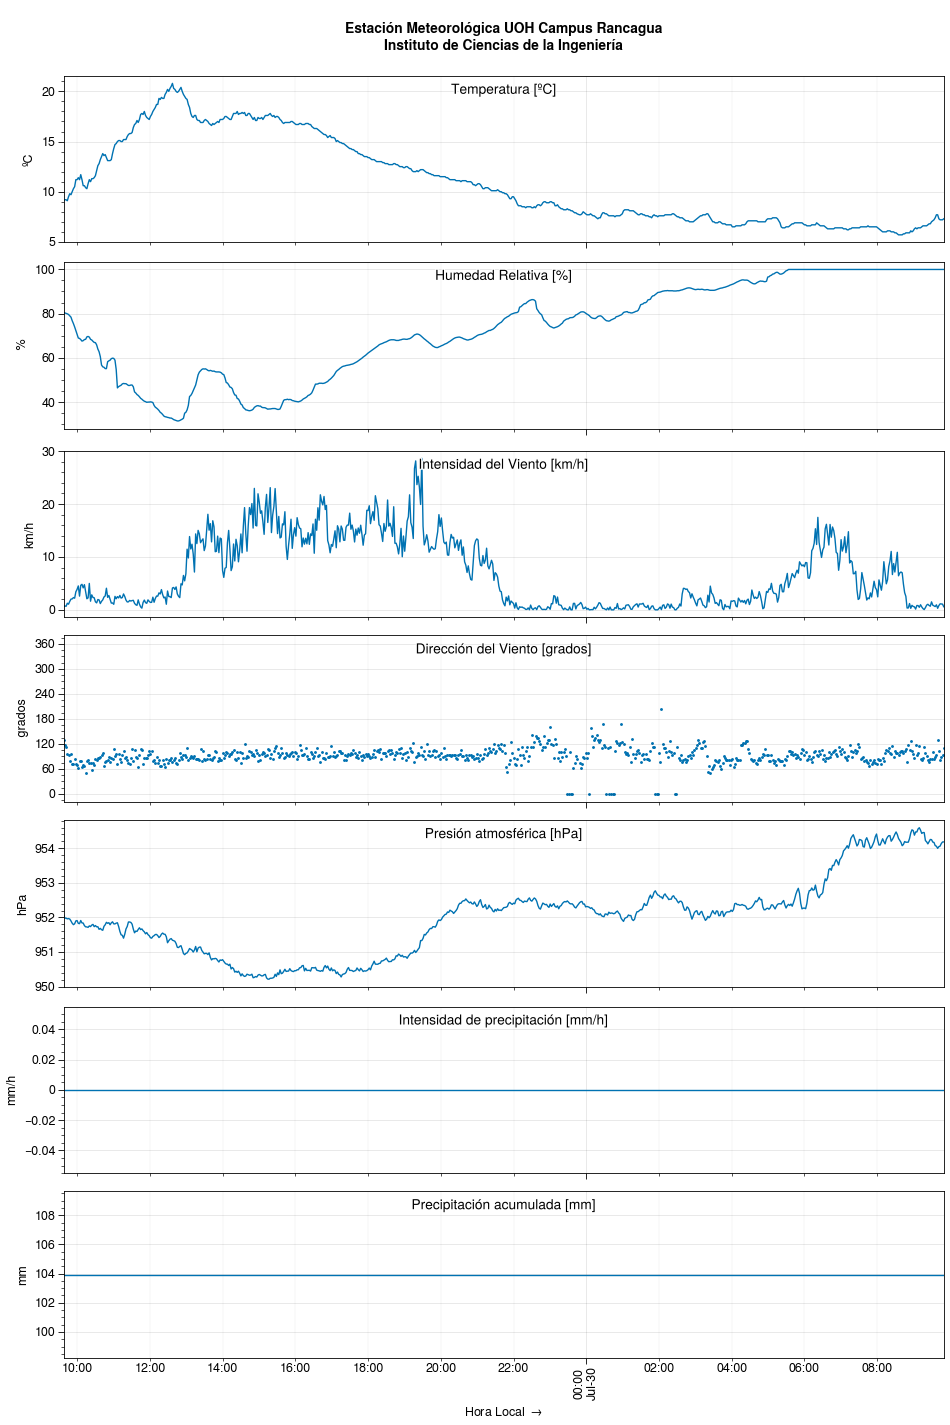 Estación Meteorológica UOH Campus Rancagua
Instituto de Ciencias de la Ingeniería
Temperatura [ºC]
ºC
20
15
10
5
Humedad Relativa [%]
%
100
80
60
40
Intensidad del Viento [km/h]
km/h
30
20
10
0
Dirección del Viento [grados]
grados
360
300
240
180
120
60
0
Presión atmosférica [hPa]
hPa
954
953
952
951
950
Intensidad de precipitación [mm/h]
mm/h
0.04
0.02
0
−0.02
−0.04
Precipitación acumulada [mm]
mm
108
106
104
102
100
10:00 12:00 14:00 16:00 18:00 20:00 22:00 00:00 02:00 04:00 06:00 08:00
Jul-30
Hora Local →